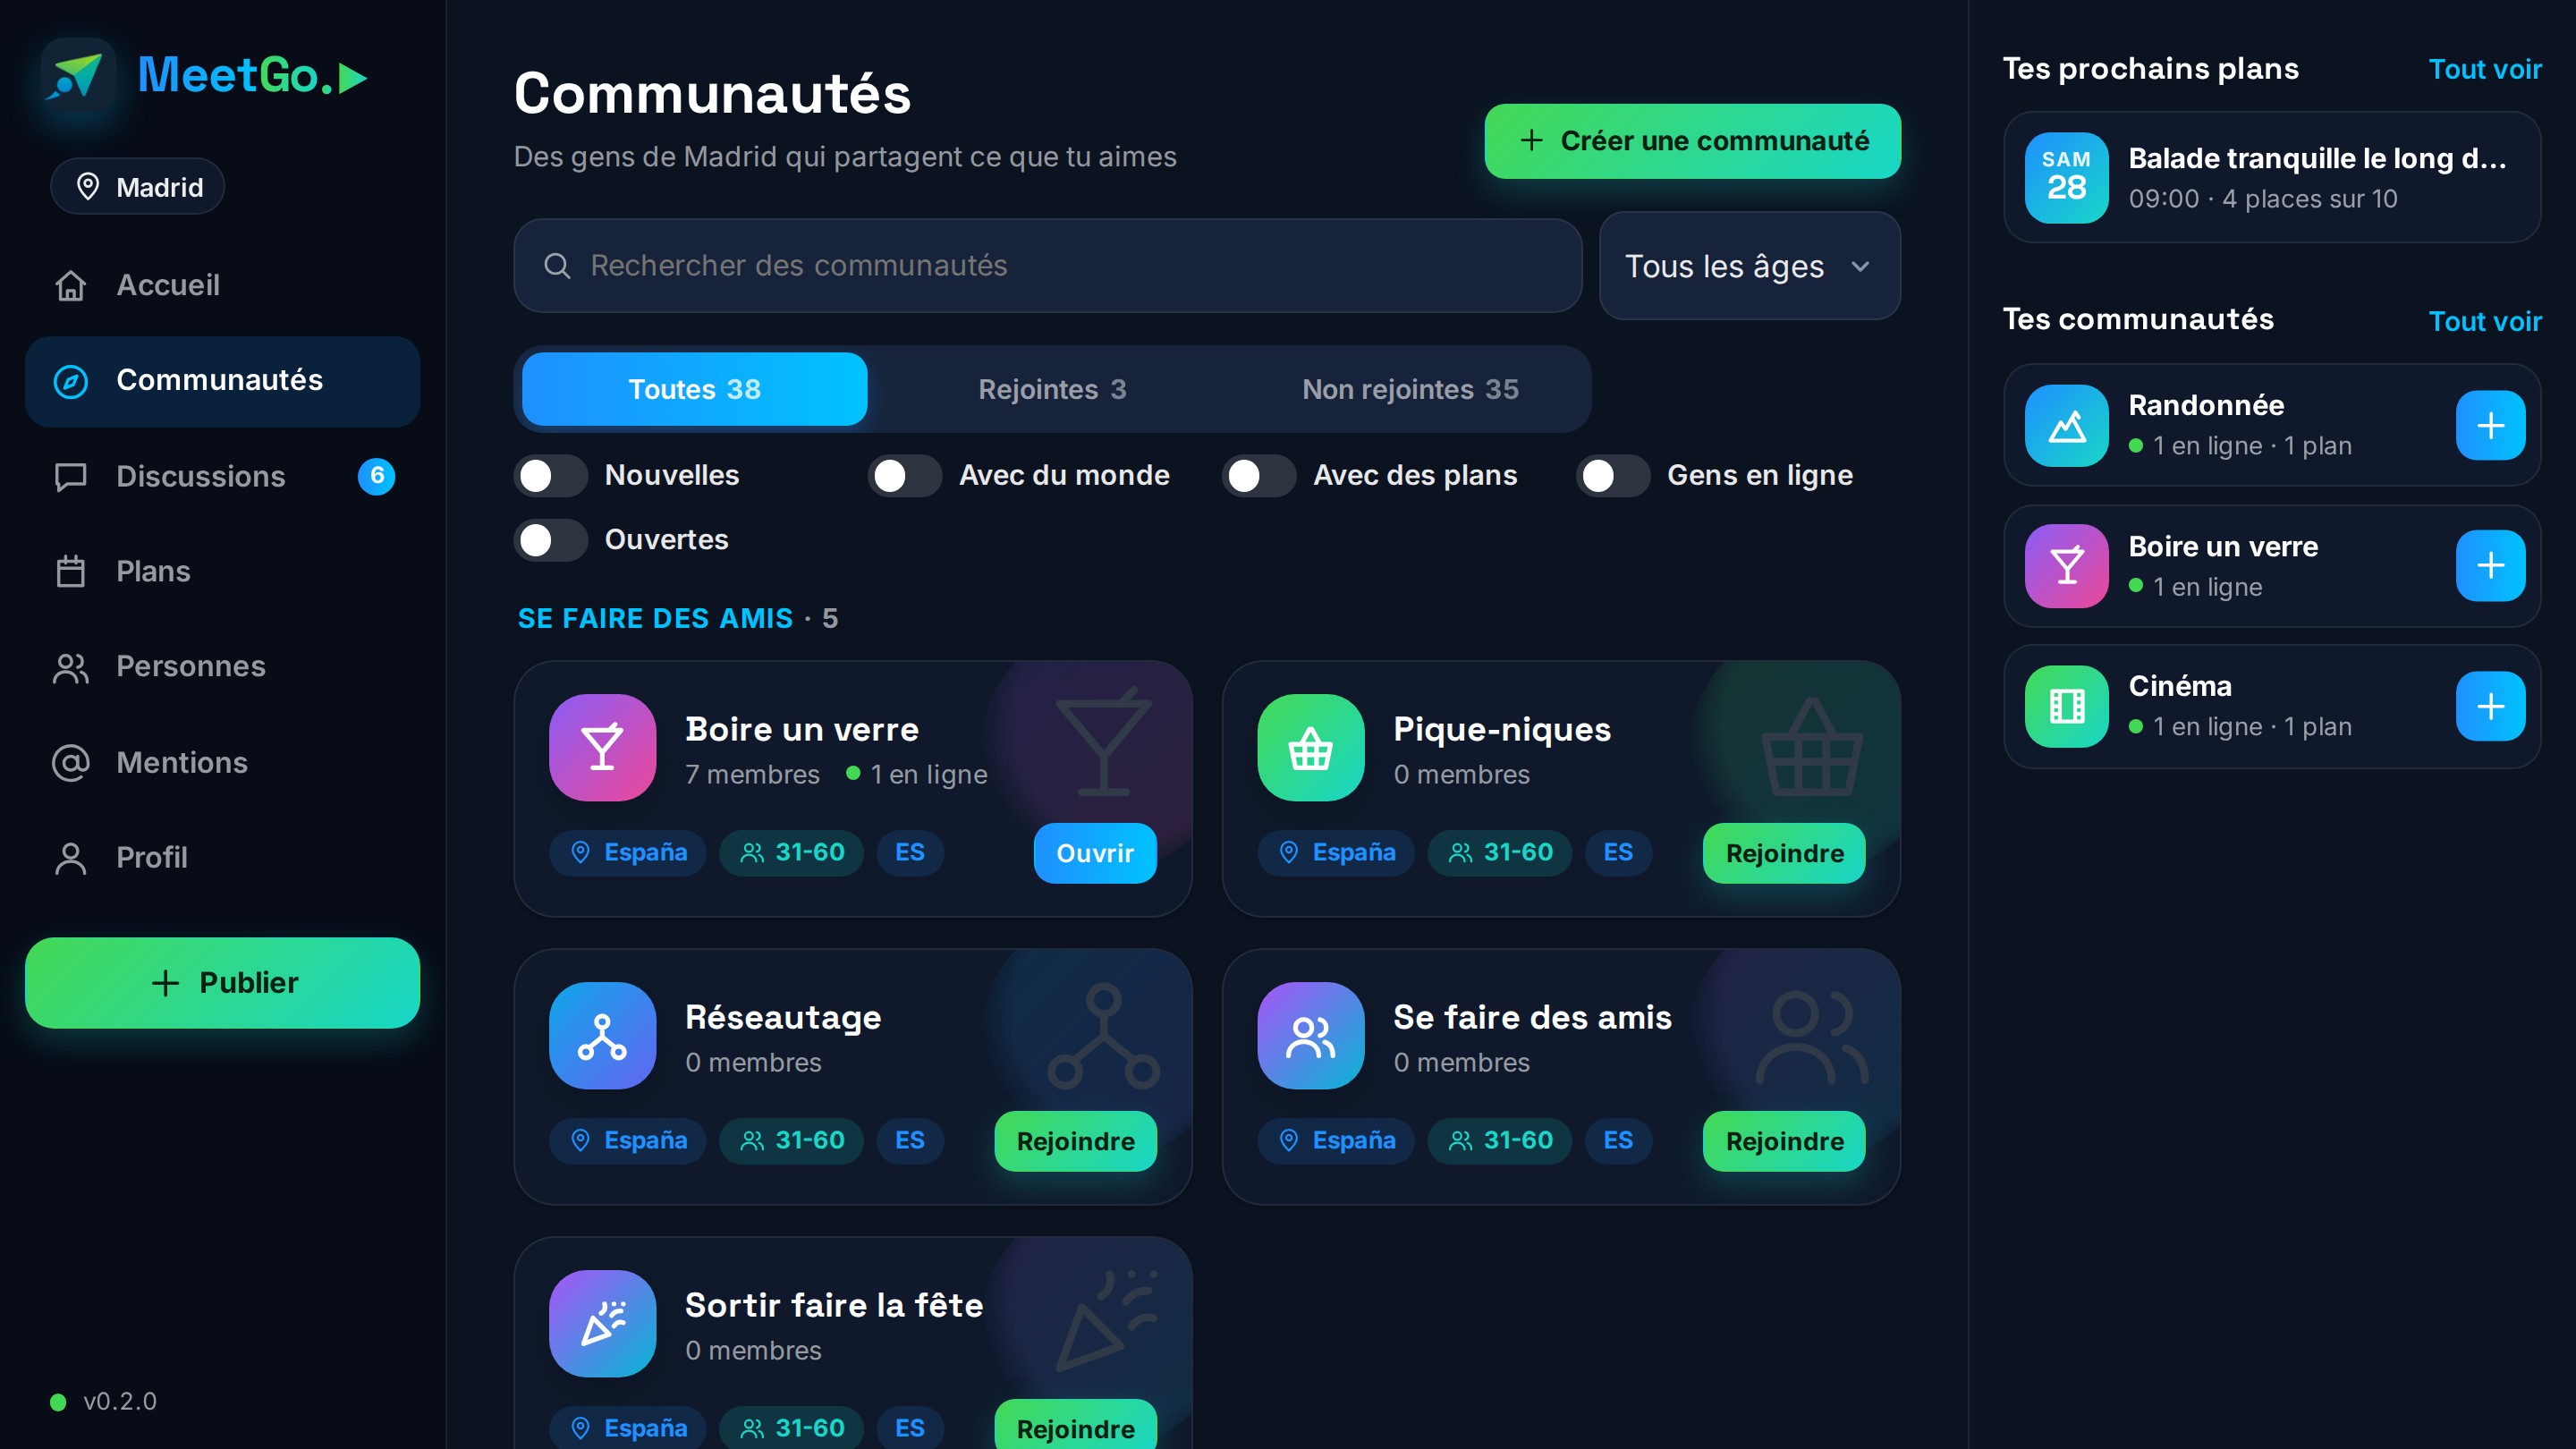 MeetGo.
Madrid
Accueil
Communautés
Discussions 6
Plans
Personnes
Mentions
Profil
Publier
v0.2.0
Communautés
Des gens de Madrid qui partagent ce que tu aimes
Créer une communauté
Rechercher des communautés
Tous les âges
Toutes 38
Rejointes 3
Non rejointes 35
Nouvelles
Avec du monde
Avec des plans
Gens en ligne
Ouvertes
SE FAIRE DES AMIS · 5
Boire un verre
7 membres 1 en ligne
España 31-60 ES Ouvrir
Pique-niques
0 membres
España 31-60 ES Rejoindre
Réseautage
0 membres
España 31-60 ES Rejoindre
Se faire des amis
0 membres
España 31-60 ES Rejoindre
Sortir faire la fête
0 membres
España 31-60 ES Rejoindre
Tes prochains plans Tout voir
SAM
28
Balade tranquille le long d...
09:00 · 4 places sur 10
Tes communautés Tout voir
Randonnée
1 en ligne · 1 plan
Boire un verre
1 en ligne
Cinéma
1 en ligne · 1 plan